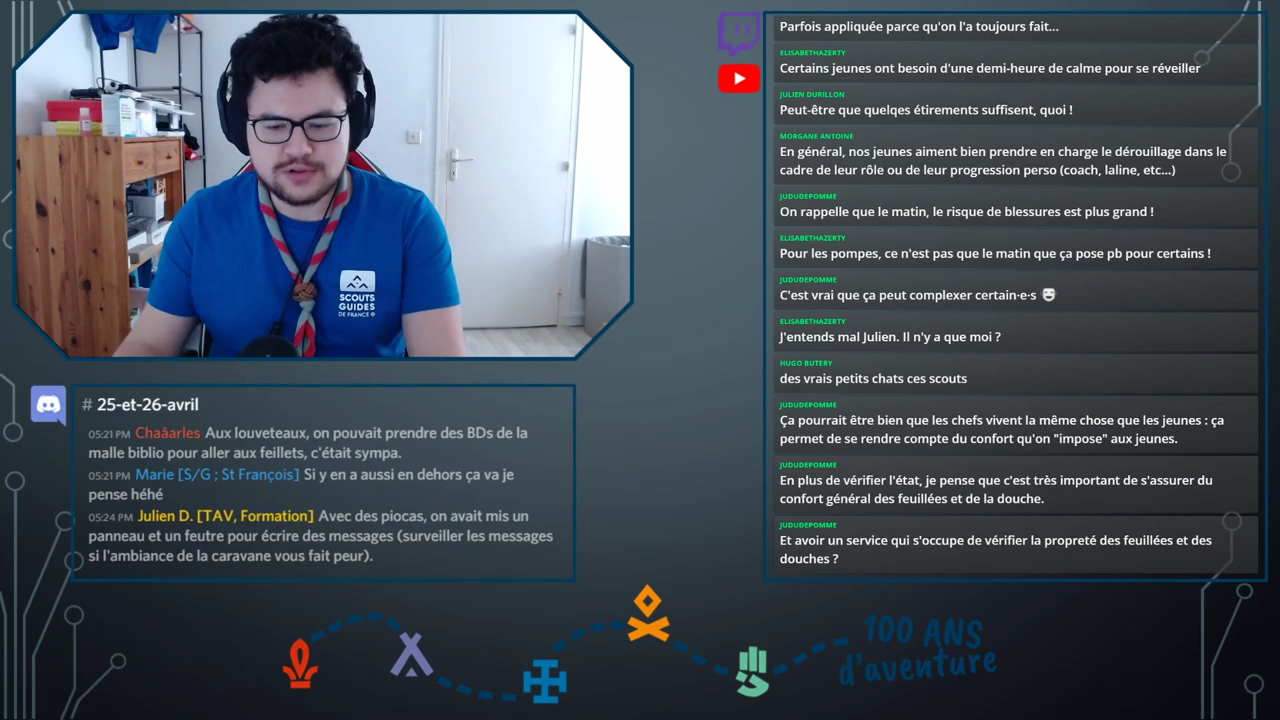 SCOUTS
GUIDES
DE FRANCE
# 25-et-26-avril
05:21 PM Chaâarles Aux louveteaux, on pouvait prendre des BDs de la
malle biblio pour aller aux feillets, c'était sympa.
05:21 PM Marie [S/G ; St François] Si y en a aussi en dehors ça va je
pense héhé
05:24 PM Julien D. [TAV, Formation] Avec des piocas, on avait mis un
panneau et un feutre pour écrire des messages (surveiller les messages
si l'ambiance de la caravane vous fait peur).
Parfois appliquée parce qu'on l'a toujours fait...
ELISABETHAZERTY
Certains jeunes ont besoin d'une demi-heure de calme pour se réveiller
JULIEN DURILLON
Peut-être que quelqes étirements suffisent, quoi !
MORGANE ANTOINE
En général, nos jeunes aiment bien prendre en charge le dérouillage dans le
cadre de leur rôle ou de leur progression perso (coach, laline, etc...)
JUDUDEPOMME
On rappelle que le matin, le risque de blessures est plus grand !
ELISABETHAZERTY
Pour les pompes, ce n'est pas que le matin que ça pose pb pour certains !
JUDUDEPOMME
C'est vrai que ça peut complexer certain·e·s
ELISABETHAZERTY
J'entends mal Julien. Il n'y a que moi ?
HUGO BUTERY
des vrais petits chats ces scouts
JUDUDEPOMME
Ça pourrait être bien que les chefs vivent la même chose que les jeunes : ça
permet de se rendre compte du confort qu'on "impose" aux jeunes.
JUDUDEPOMME
En plus de vérifier l'état, je pense que c'est très important de s'assurer du
confort général des feuillées et de la douche.
JUDUDEPOMME
Et avoir un service qui s'occupe de vérifier la propreté des feuillées et des
douches ?
100 ANS
d'aventure